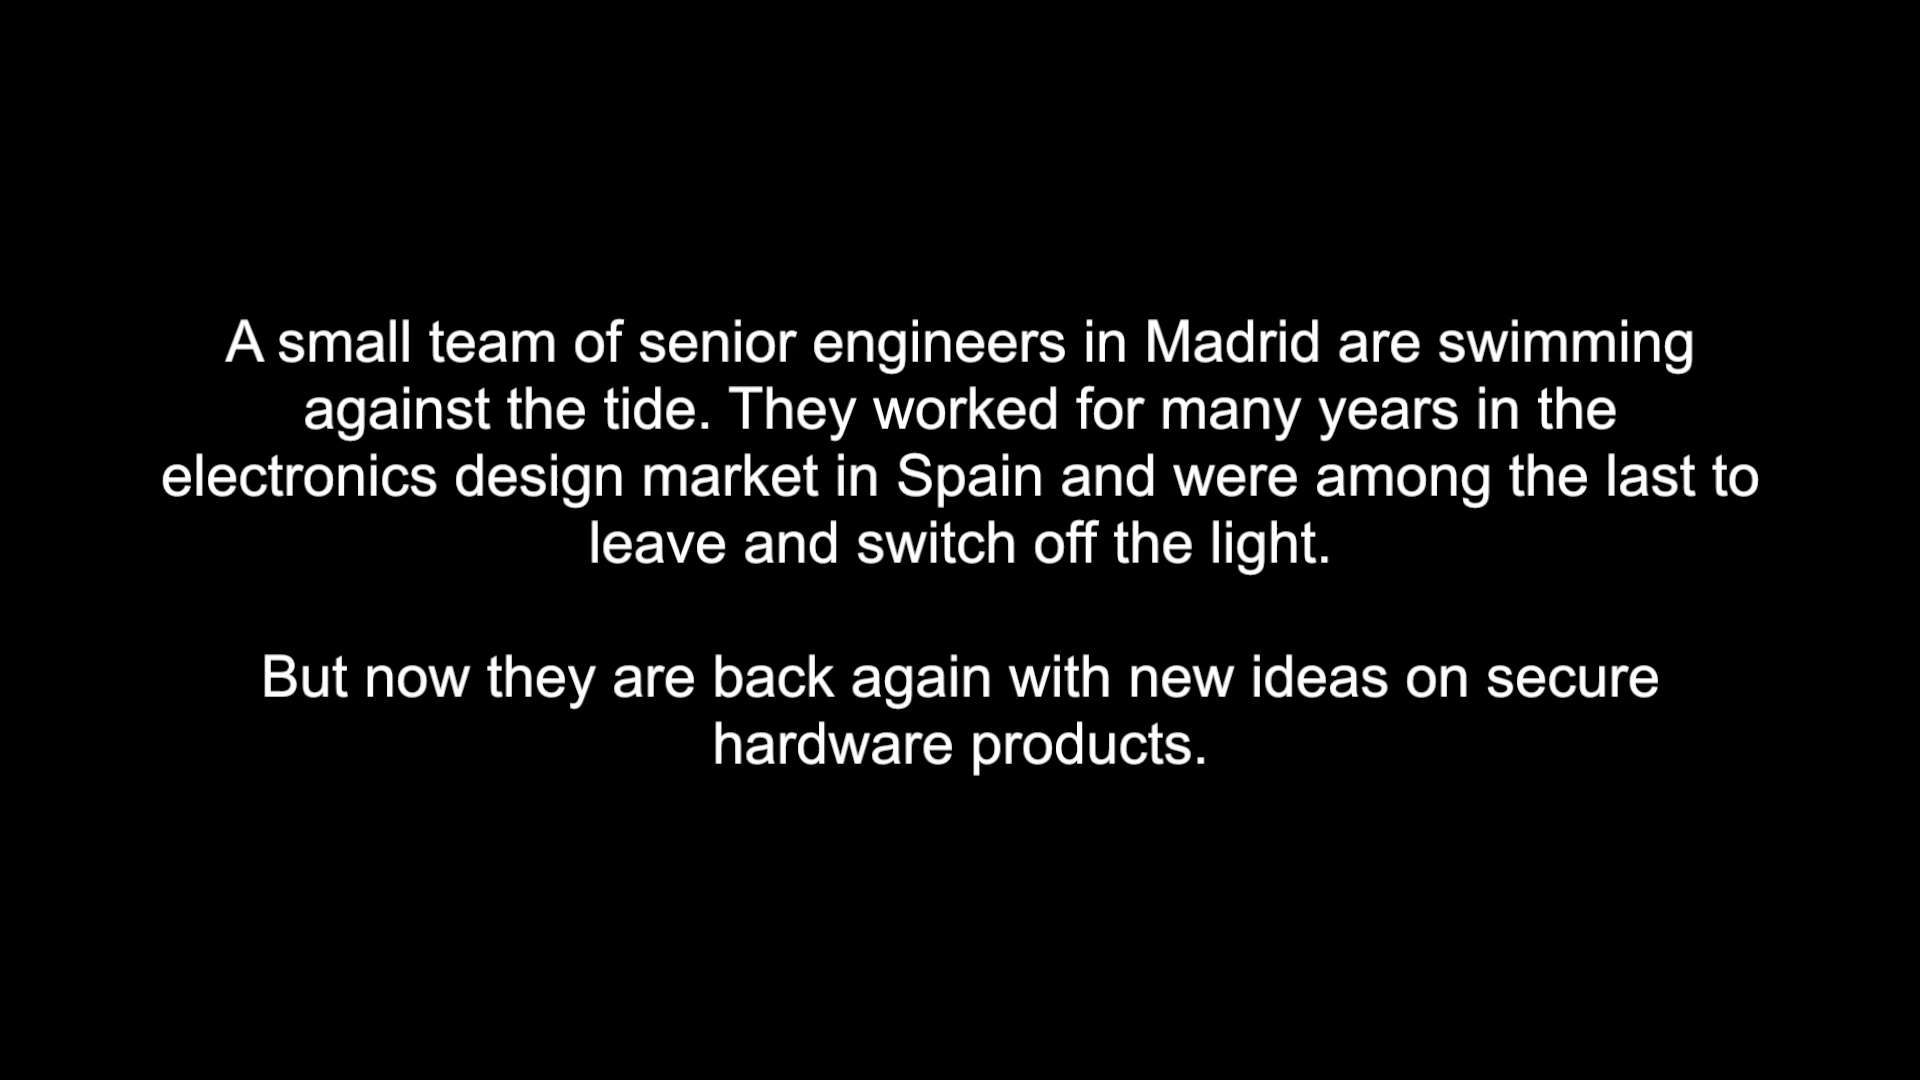 A small team of senior engineers in Madrid are swimming
against the tide. They worked for many years in the
electronics design market in Spain and were among the last to
leave and switch off the light.
But now they are back again with new ideas on secure
hardware products.